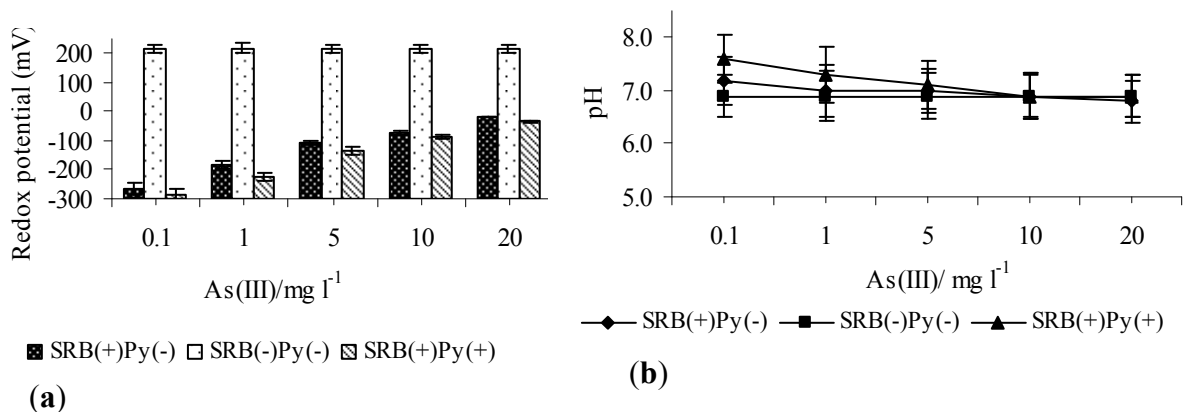 Redox potential (mV)
200
100
0
-100
-200
-300
0.1 1 5 10 20
As(III)/mg l⁻¹
SRB(+)Py(-) SRB(-)Py(-) SRB(+)Py(+)
(a)
pH
8.0
7.0
6.0
5.0
0.1 1 5 10 20
As(III)/ mg l⁻¹
SRB(+)Py(-) SRB(-)Py(-) SRB(+)Py(+)
(b)